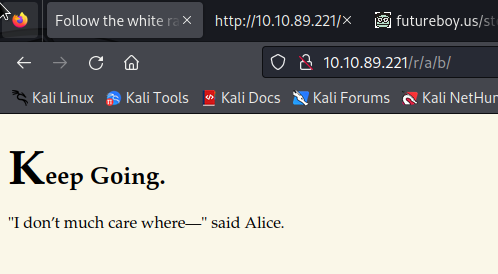 Follow the white ra
http://10.10.89.221/
futureboy.us/st
10.10.89.221/r/a/b/
Kali Linux
Kali Tools
Kali Docs
Kali Forums
Kali NetHun
Keep Going.
"I don’t much care where—" said Alice.